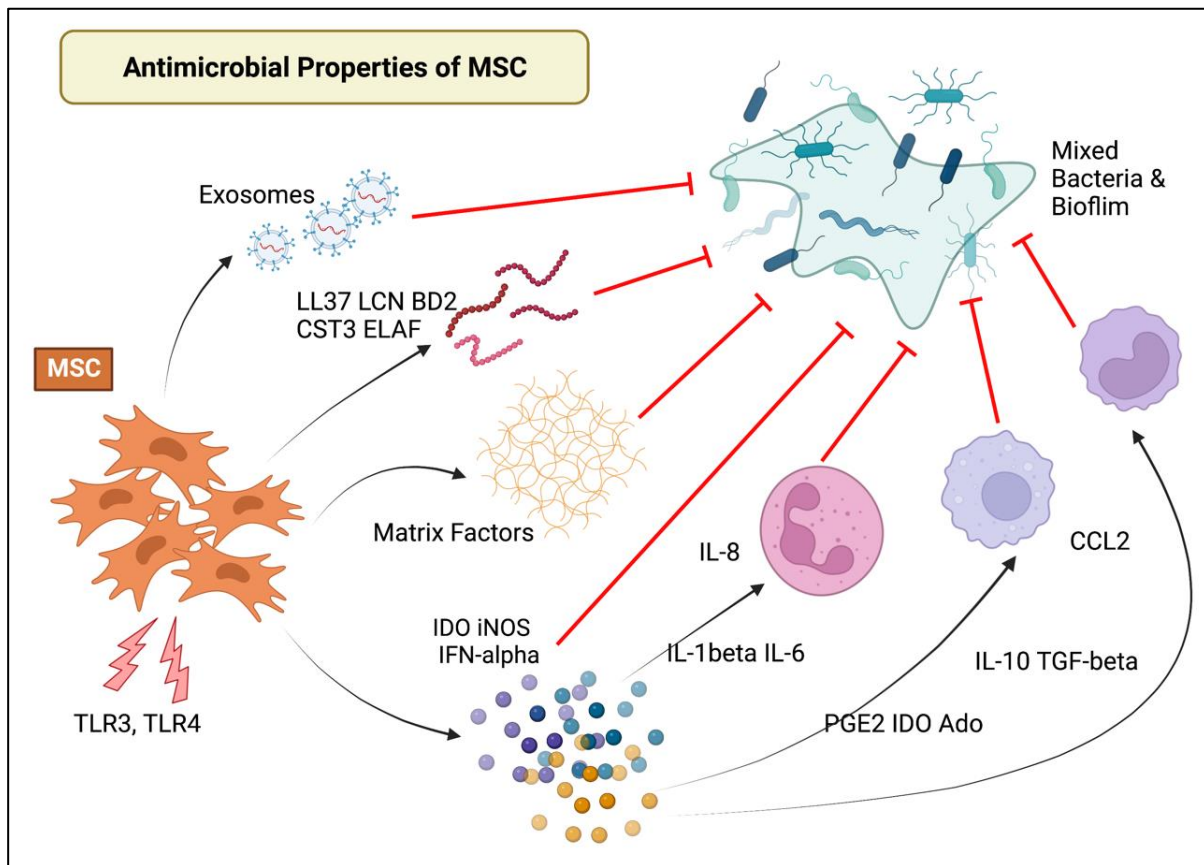 Antimicrobial Properties of MSC
Exosomes
Mixed
Bacteria &
Bioflim
LL37 LCN BD2
CST3 ELAF
MSC
Matrix Factors
IL-8
CCL2
IDO iNOS
IFN-alpha
IL-1beta IL-6
IL-10 TGF-beta
TLR3, TLR4
PGE2 IDO Ado